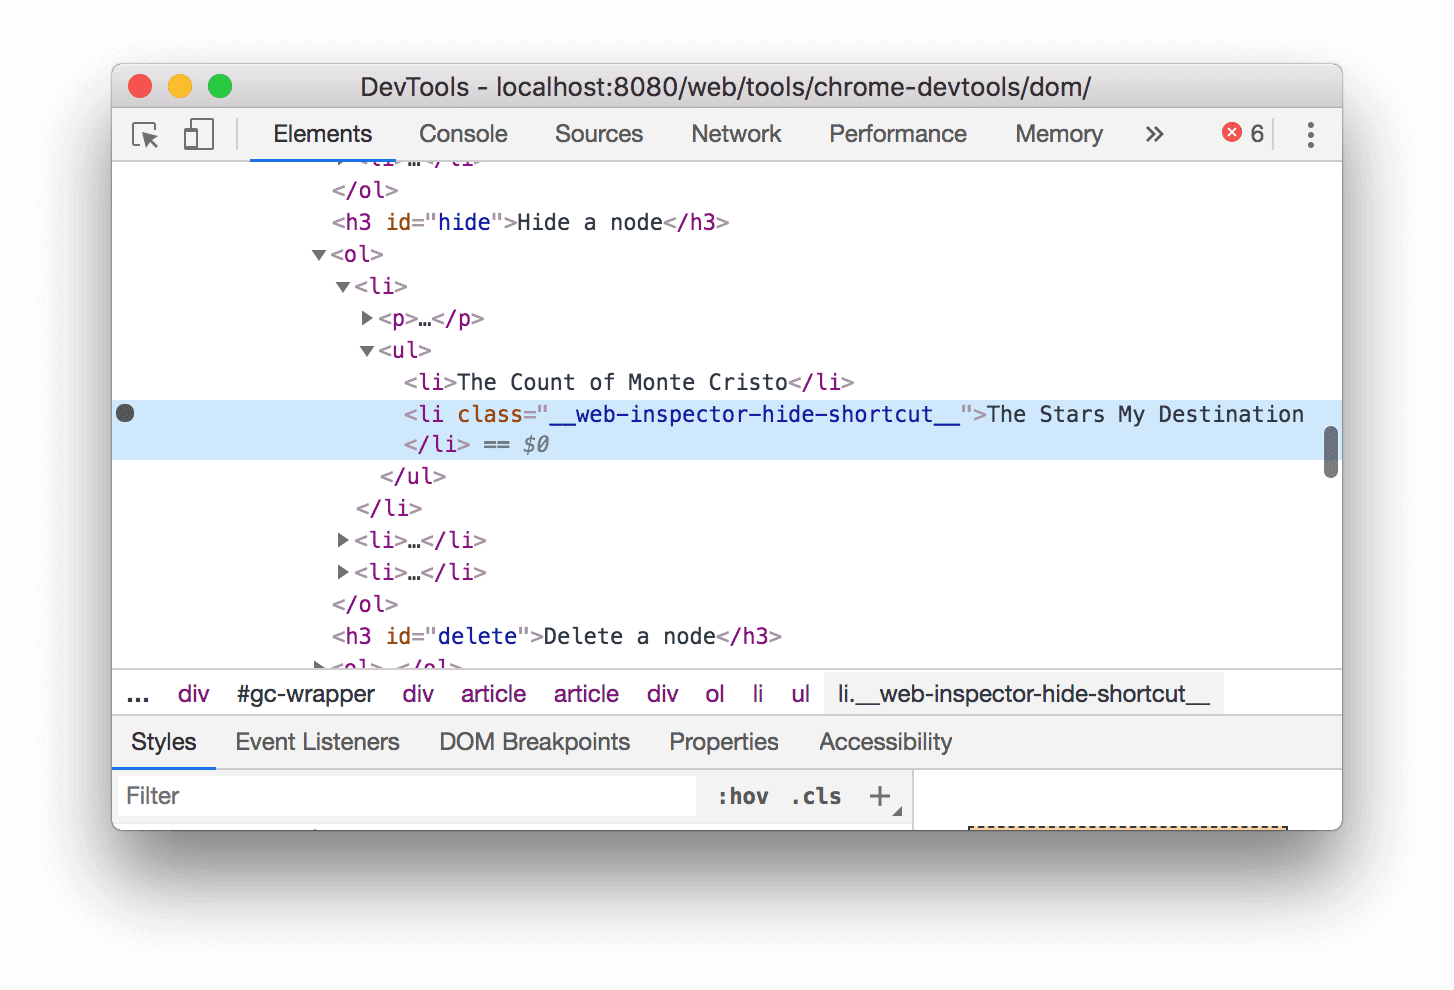 DevTools - localhost:8080/web/tools/chrome-devtools/dom/
Elements Console Sources Network Performance Memory » 6
<li>…</li>
</ol>
<h3 id="hide">Hide a node</h3>
<ol>
<li>
<p>…</p>
<ul>
<li>The Count of Monte Cristo</li>
<li class="__web-inspector-hide-shortcut__">The Stars My Destination
</li> == $0
</ul>
</li>
<li>…</li>
<li>…</li>
</ol>
<h3 id="delete">Delete a node</h3>
<ol>…</ol>
... div #gc-wrapper div article article div ol li ul li.__web-inspector-hide-shortcut__
Styles Event Listeners DOM Breakpoints Properties Accessibility
Filter :hov .cls +